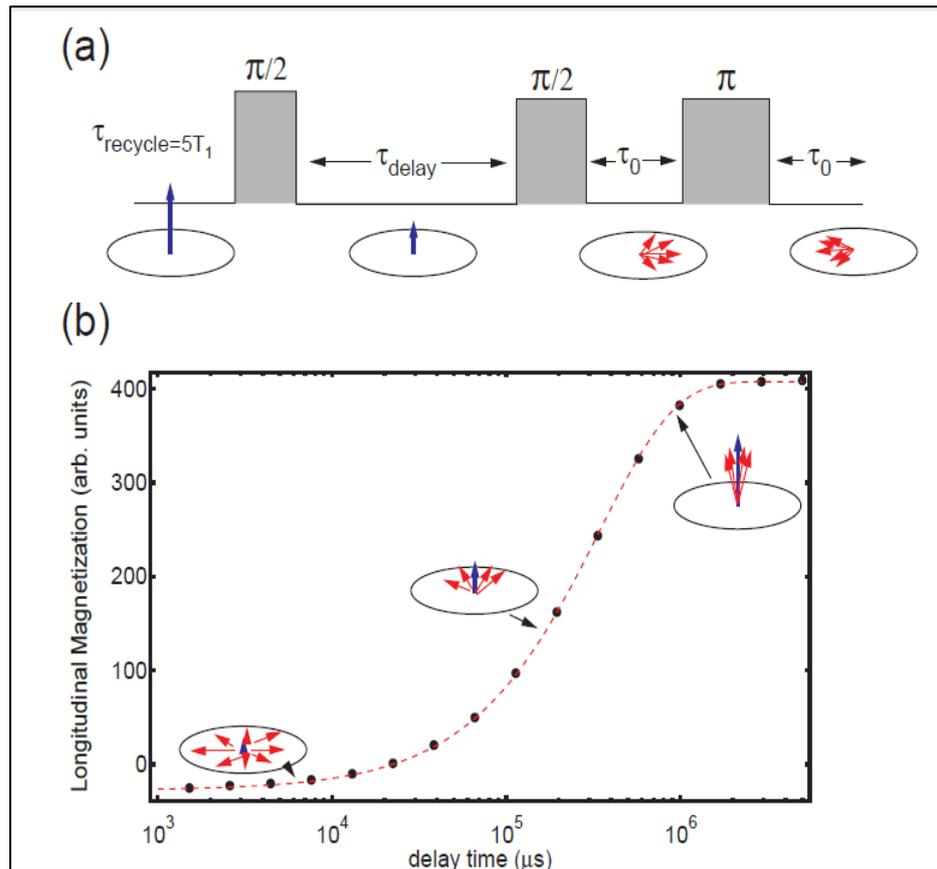 (a)
π/2
π/2
π
τrecycle=5T₁
τdelay
τ₀
τ₀
(b)
Longitudinal Magnetization (arb. units)
400
300
200
100
0
10³
10⁴
10⁵
10⁶
delay time (μs)